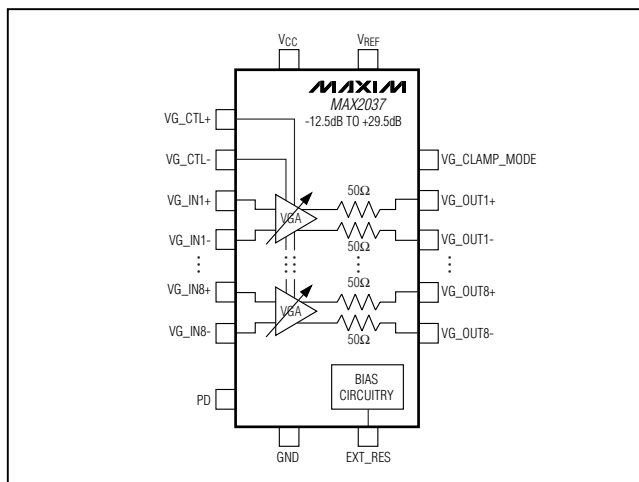 VCC
VREF
MAXIM
MAX2037
-12.5dB TO +29.5dB
VG_CTL+
VG_CTL-
VG_CLAMP_MODE
VG_IN1+
VGA
50Ω
VG_OUT1+
VG_IN1-
50Ω
VG_OUT1-
VG_IN8+
VGA
50Ω
VG_OUT8+
VG_IN8-
50Ω
VG_OUT8-
PD
BIAS
CIRCUITRY
GND
EXT_RES